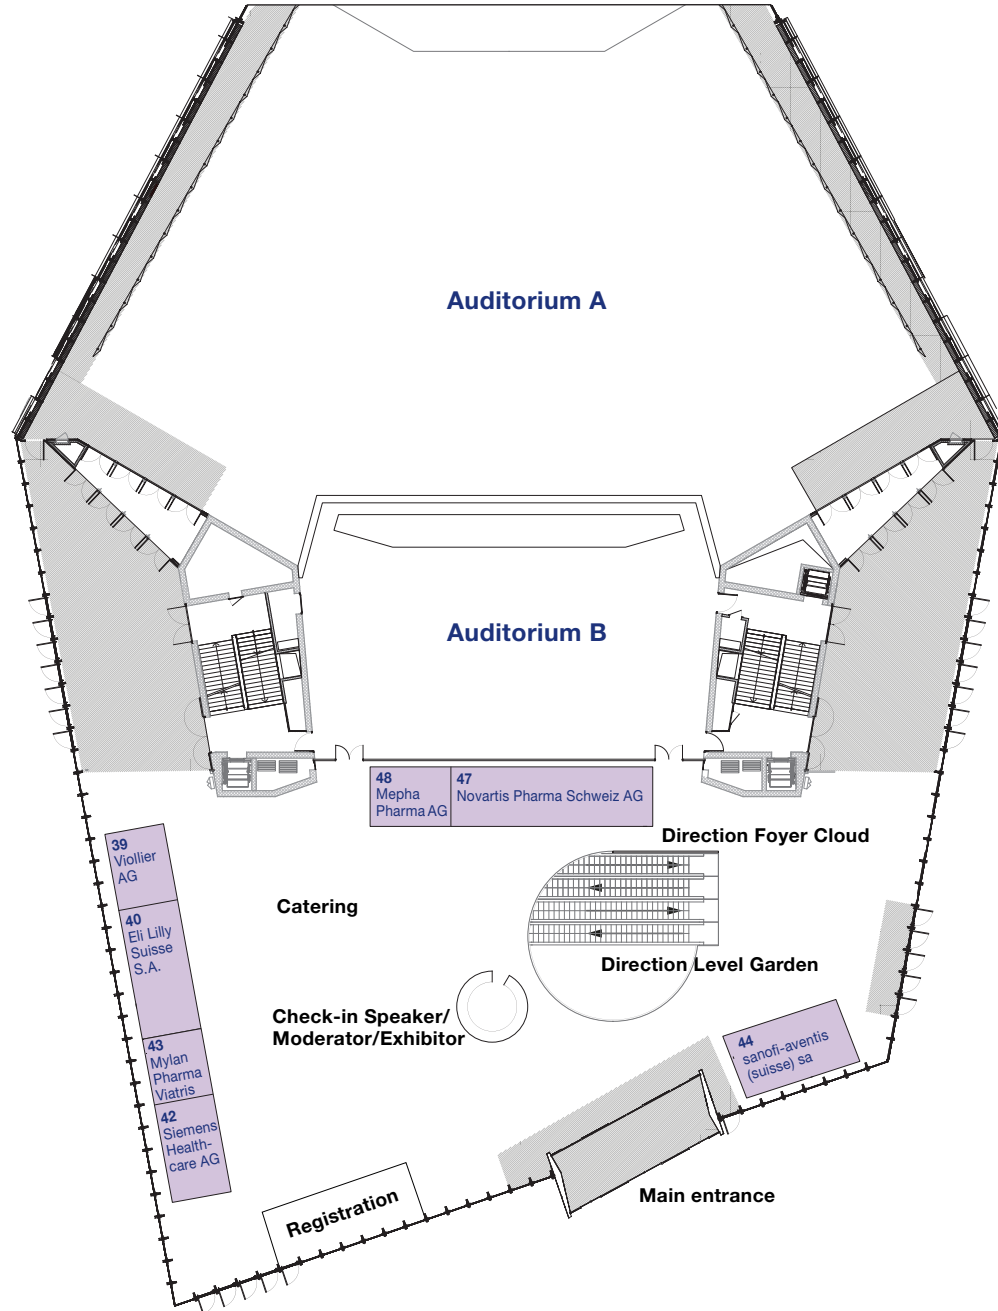 Auditorium A
Auditorium B
48
Mepha
Pharma AG
47
Novartis Pharma Schweiz AG
Direction Foyer Cloud
39
Viollier
AG
40
Eli Lilly
Suisse
S.A.
Catering
Direction Level Garden
Check-in Speaker/
Moderator/Exhibitor
43
Mylan
Pharma
Viatris
44
sanofi-aventis
(suisse) sa
42
Siemens
Health-
care AG
Main entrance
Registration